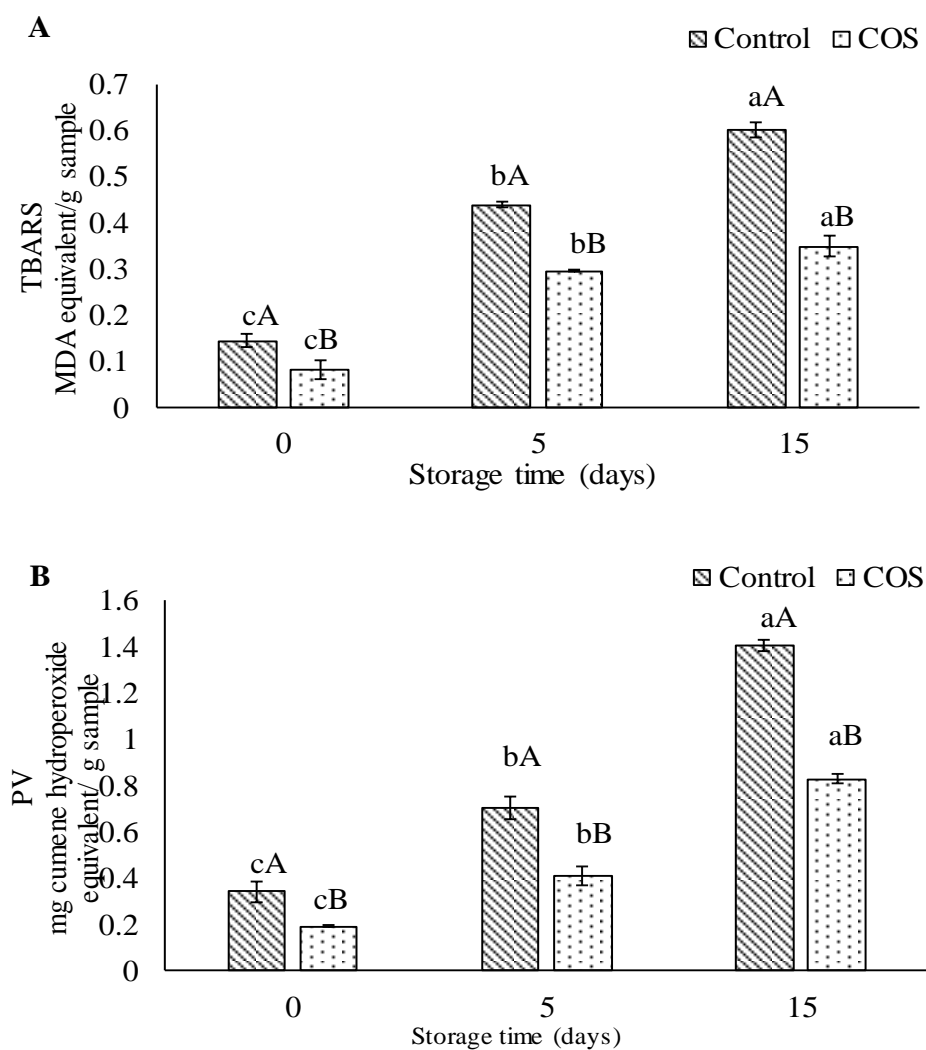 A
Control COS
0.7
0.6
0.5
0.4
0.3
0.2
0.1
0
TBARS
MDA equivalent/g sample
cA
cB
bA
bB
aA
aB
0
5
15
Storage time (days)
B
Control COS
1.6
1.4
1.2
1
0.8
0.6
0.4
0.2
0
PV
mg cumene hydroperoxide
equivalent/ g sample
cA
cB
bA
bB
aA
aB
0
5
15
Storage time (days)